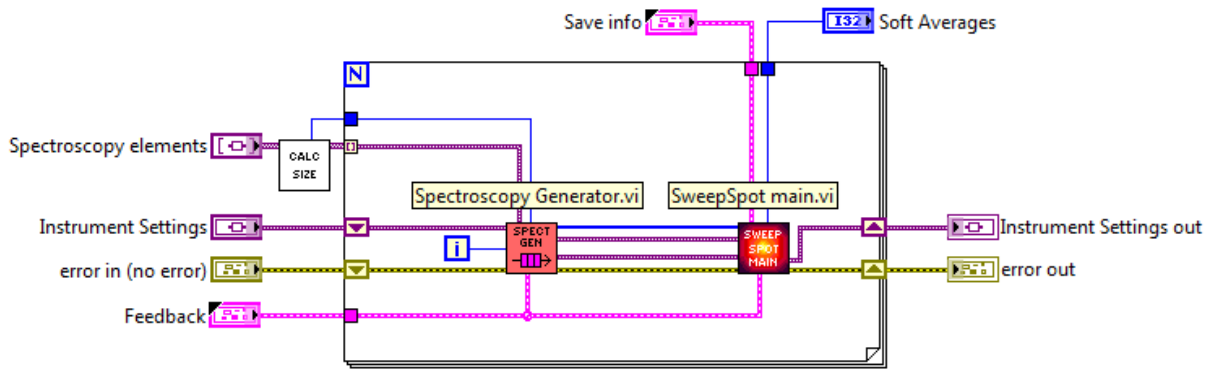 Save info
I32
Soft Averages
N
Spectroscopy elements
CALC
SIZE
Spectroscopy Generator.vi
SweepSpot main.vi
Instrument Settings
SPECT
GEN
SWEEP
SPOT
MAIN
Instrument Settings out
i
error in (no error)
error out
Feedback